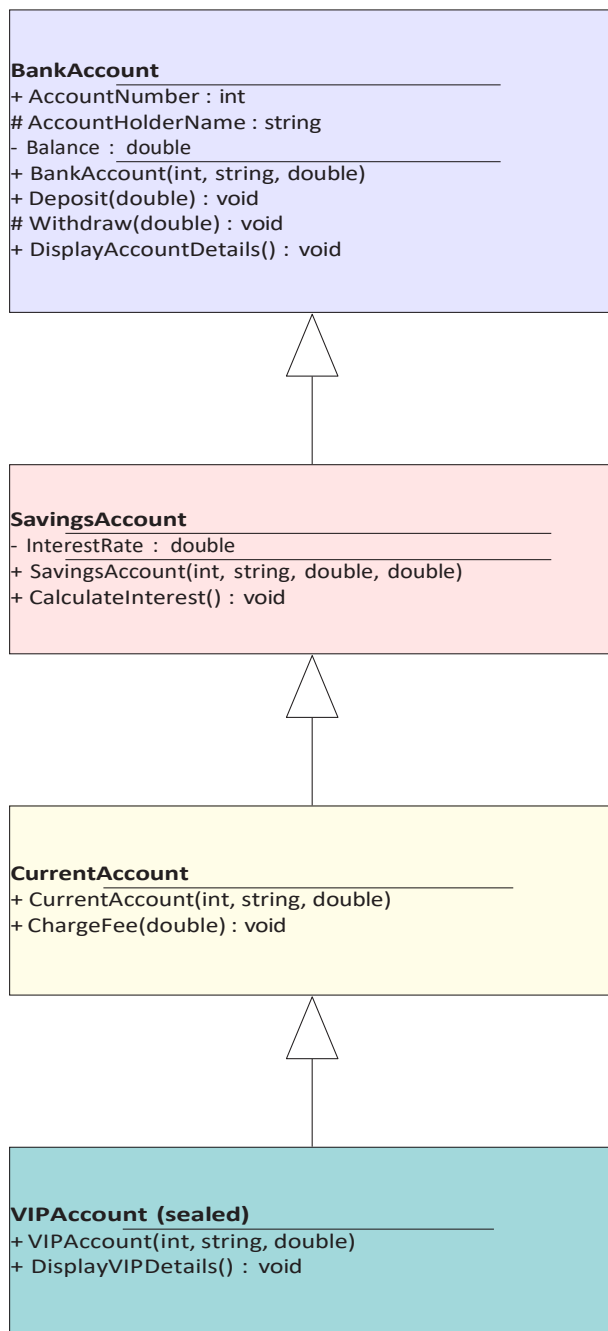 BankAccount
+ AccountNumber : int
# AccountHolderName : string
- Balance : double
+ BankAccount(int, string, double)
+ Deposit(double) : void
# Withdraw(double) : void
+ DisplayAccountDetails() : void
SavingsAccount
- InterestRate : double
+ SavingsAccount(int, string, double, double)
+ CalculateInterest() : void
CurrentAccount
+ CurrentAccount(int, string, double)
+ ChargeFee(double) : void
VIPAccount (sealed)
+ VIPAccount(int, string, double)
+ DisplayVIPDetails() : void